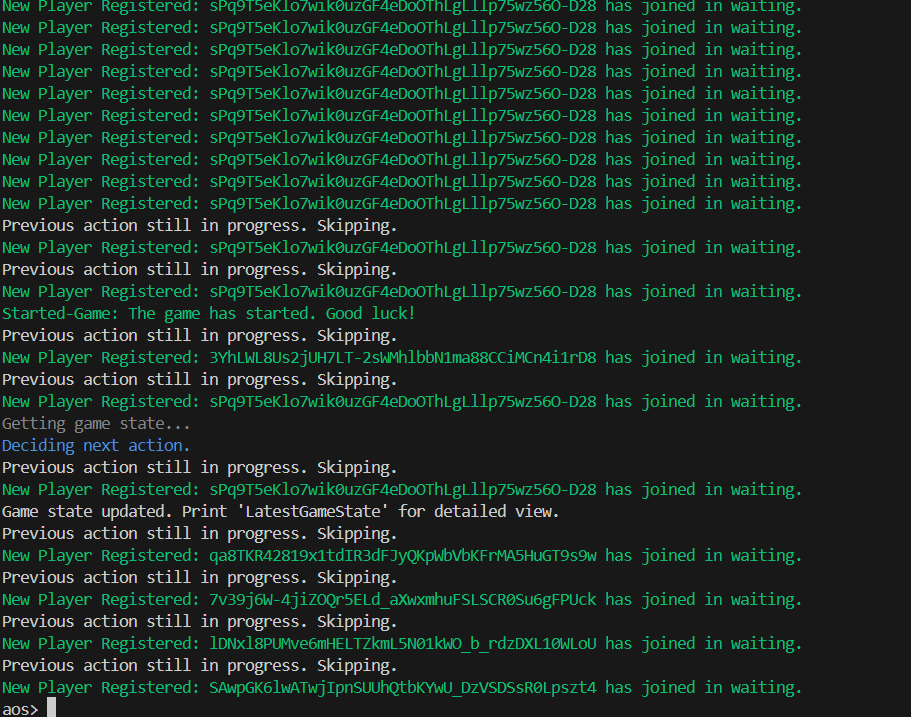 New Player Registered: sPq9T5eKlo7wik0uzGF4eDoOThLgLllp75wz56O-D28 has joined in waiting.
New Player Registered: sPq9T5eKlo7wik0uzGF4eDoOThLgLllp75wz56O-D28 has joined in waiting.
New Player Registered: sPq9T5eKlo7wik0uzGF4eDoOThLgLllp75wz56O-D28 has joined in waiting.
New Player Registered: sPq9T5eKlo7wik0uzGF4eDoOThLgLllp75wz56O-D28 has joined in waiting.
New Player Registered: sPq9T5eKlo7wik0uzGF4eDoOThLgLllp75wz56O-D28 has joined in waiting.
New Player Registered: sPq9T5eKlo7wik0uzGF4eDoOThLgLllp75wz56O-D28 has joined in waiting.
New Player Registered: sPq9T5eKlo7wik0uzGF4eDoOThLgLllp75wz56O-D28 has joined in waiting.
New Player Registered: sPq9T5eKlo7wik0uzGF4eDoOThLgLllp75wz56O-D28 has joined in waiting.
New Player Registered: sPq9T5eKlo7wik0uzGF4eDoOThLgLllp75wz56O-D28 has joined in waiting.
New Player Registered: sPq9T5eKlo7wik0uzGF4eDoOThLgLllp75wz56O-D28 has joined in waiting.
Previous action still in progress. Skipping.
New Player Registered: sPq9T5eKlo7wik0uzGF4eDoOThLgLllp75wz56O-D28 has joined in waiting.
Previous action still in progress. Skipping.
New Player Registered: sPq9T5eKlo7wik0uzGF4eDoOThLgLllp75wz56O-D28 has joined in waiting.
Started-Game: The game has started. Good luck!
Previous action still in progress. Skipping.
New Player Registered: 3YhLWL8Us2jUH7LT-2sWMhlbbN1ma88CCiMCn4i1rD8 has joined in waiting.
Previous action still in progress. Skipping.
New Player Registered: sPq9T5eKlo7wik0uzGF4eDoOThLgLllp75wz56O-D28 has joined in waiting.
Getting game state...
Deciding next action.
Previous action still in progress. Skipping.
New Player Registered: sPq9T5eKlo7wik0uzGF4eDoOThLgLllp75wz56O-D28 has joined in waiting.
Game state updated. Print 'LatestGameState' for detailed view.
Previous action still in progress. Skipping.
New Player Registered: qa8TKR42819x1tdIR3dFJyQKpWbVbKFrMA5HuGT9s9w has joined in waiting.
Previous action still in progress. Skipping.
New Player Registered: 7v39j6W-4jiZOQr5ELd_aXwxmhuFSLSCR0Su6gFPUck has joined in waiting.
Previous action still in progress. Skipping.
New Player Registered: lDNxl8PUMve6mHELTZkmL5N01kWO_b_rdzDXL10WLoU has joined in waiting.
Previous action still in progress. Skipping.
New Player Registered: SAwpGK6lwATwjIpnSUUhQtbKYwU_DzVSDSsR0Lpszt4 has joined in waiting.
aos>